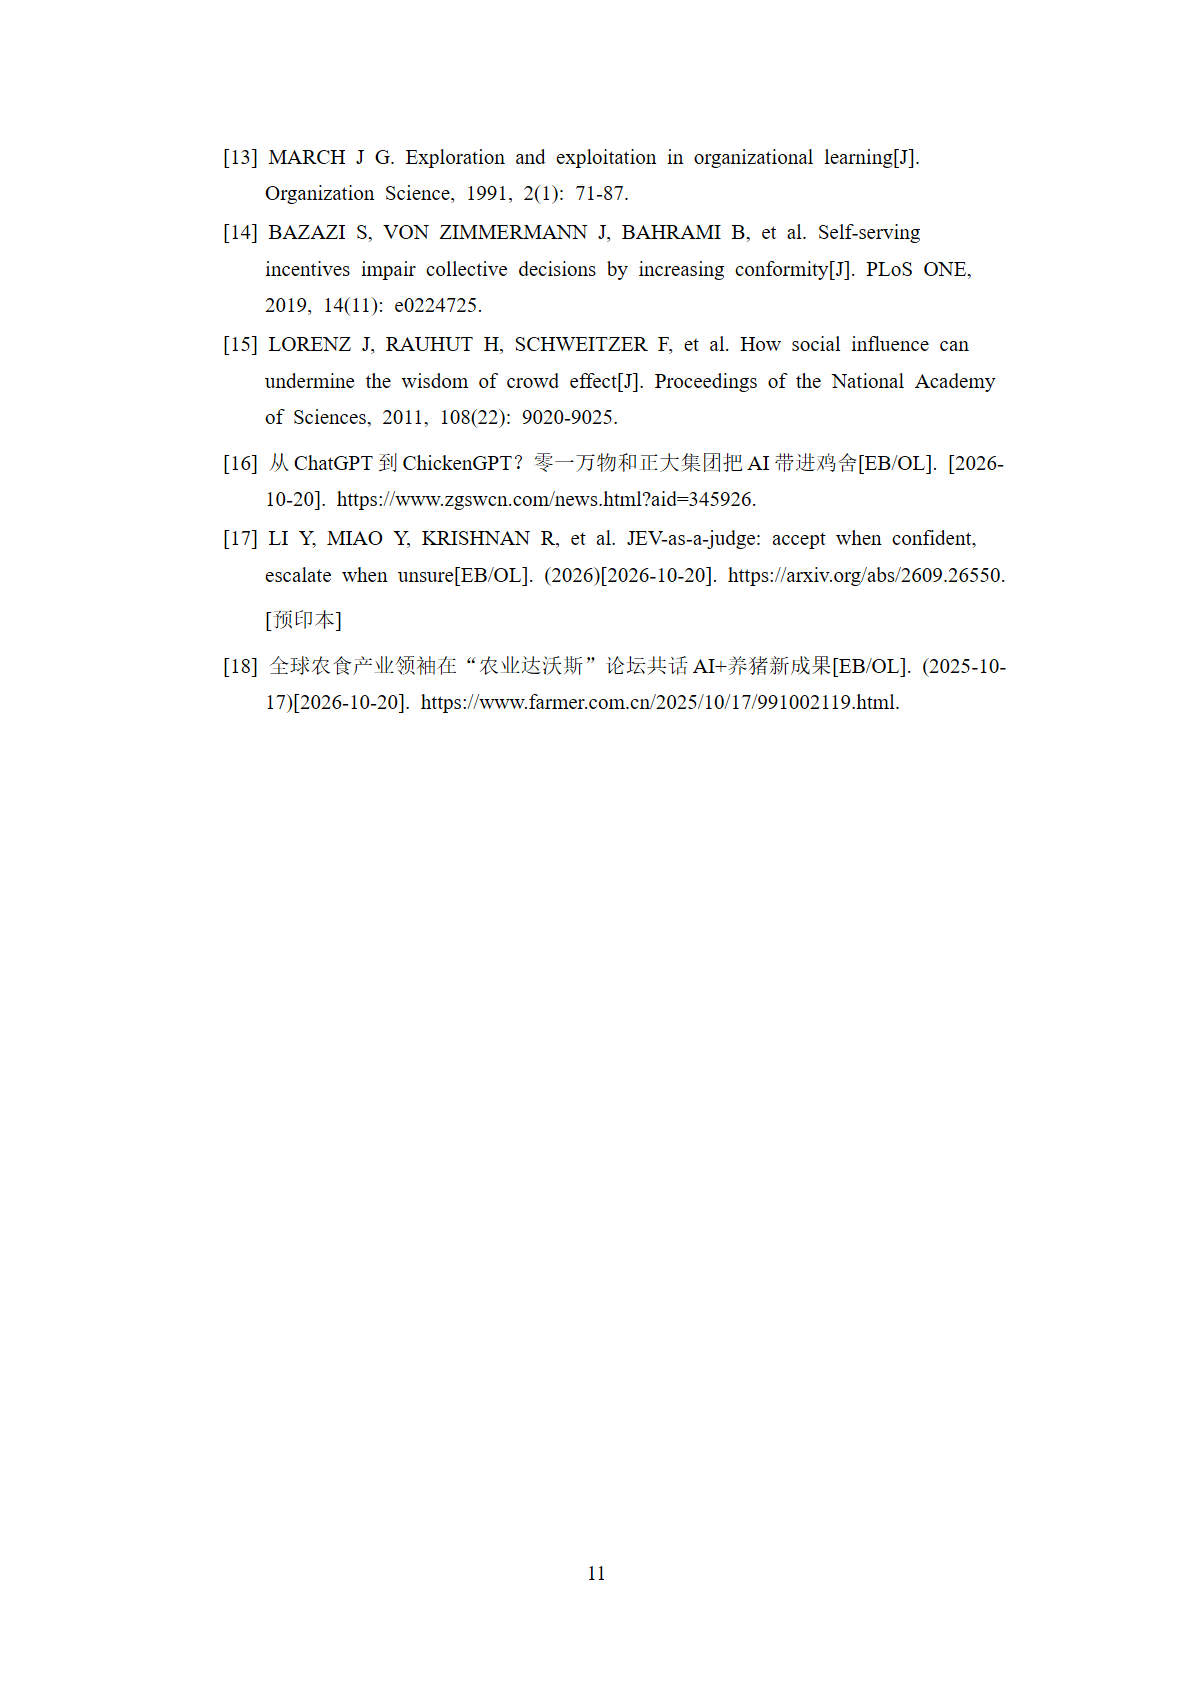 [13] MARCH J G. Exploration and exploitation in organizational learning[J].
Organization Science, 1991, 2(1): 71-87.
[14] BAZAZI S, VON ZIMMERMANN J, BAHRAMI B, et al. Self-serving
incentives impair collective decisions by increasing conformity[J]. PLoS ONE,
2019, 14(11): e0224725.
[15] LORENZ J, RAUHUT H, SCHWEITZER F, et al. How social influence can
undermine the wisdom of crowd effect[J]. Proceedings of the National Academy
of Sciences, 2011, 108(22): 9020-9025.
[16] 从 ChatGPT 到 ChickenGPT？零一万物和正大集团把 AI 带进鸡舍[EB/OL]. [2026-
10-20]. https://www.zgswcn.com/news.html?aid=345926.
[17] LI Y, MIAO Y, KRISHNAN R, et al. JEV-as-a-judge: accept when confident,
escalate when unsure[EB/OL]. (2026)[2026-10-20]. https://arxiv.org/abs/2609.26550.
[预印本]
[18] 全球农食产业领袖在“农业达沃斯”论坛共话 AI+养猪新成果[EB/OL]. (2025-10-
17)[2026-10-20]. https://www.farmer.com.cn/2025/10/17/991002119.html.
11